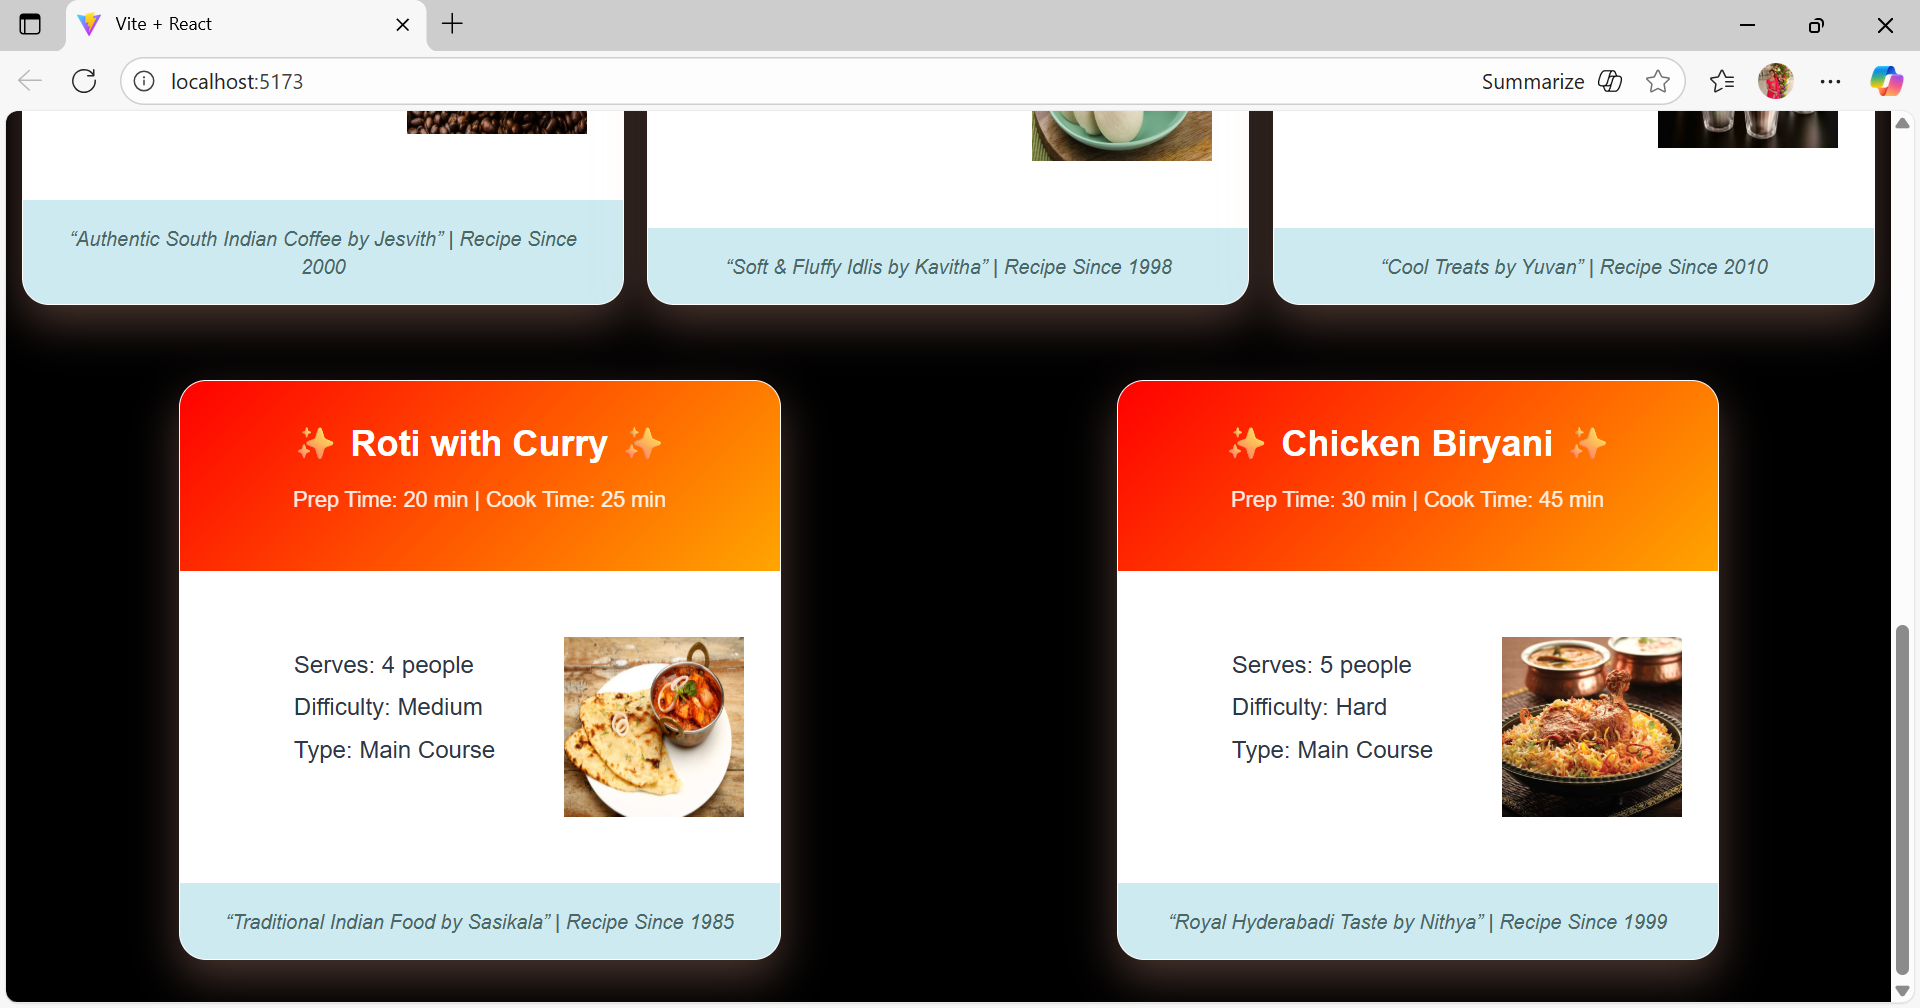 Vite + React
localhost:5173
Summarize
“Authentic South Indian Coffee by Jesvith” | Recipe Since
2000
“Soft & Fluffy Idlis by Kavitha” | Recipe Since 1998
“Cool Treats by Yuvan” | Recipe Since 2010
✨ Roti with Curry ✨
Prep Time: 20 min | Cook Time: 25 min
Serves: 4 people
Difficulty: Medium
Type: Main Course
“Traditional Indian Food by Sasikala” | Recipe Since 1985
✨ Chicken Biryani ✨
Prep Time: 30 min | Cook Time: 45 min
Serves: 5 people
Difficulty: Hard
Type: Main Course
“Royal Hyderabadi Taste by Nithya” | Recipe Since 1999